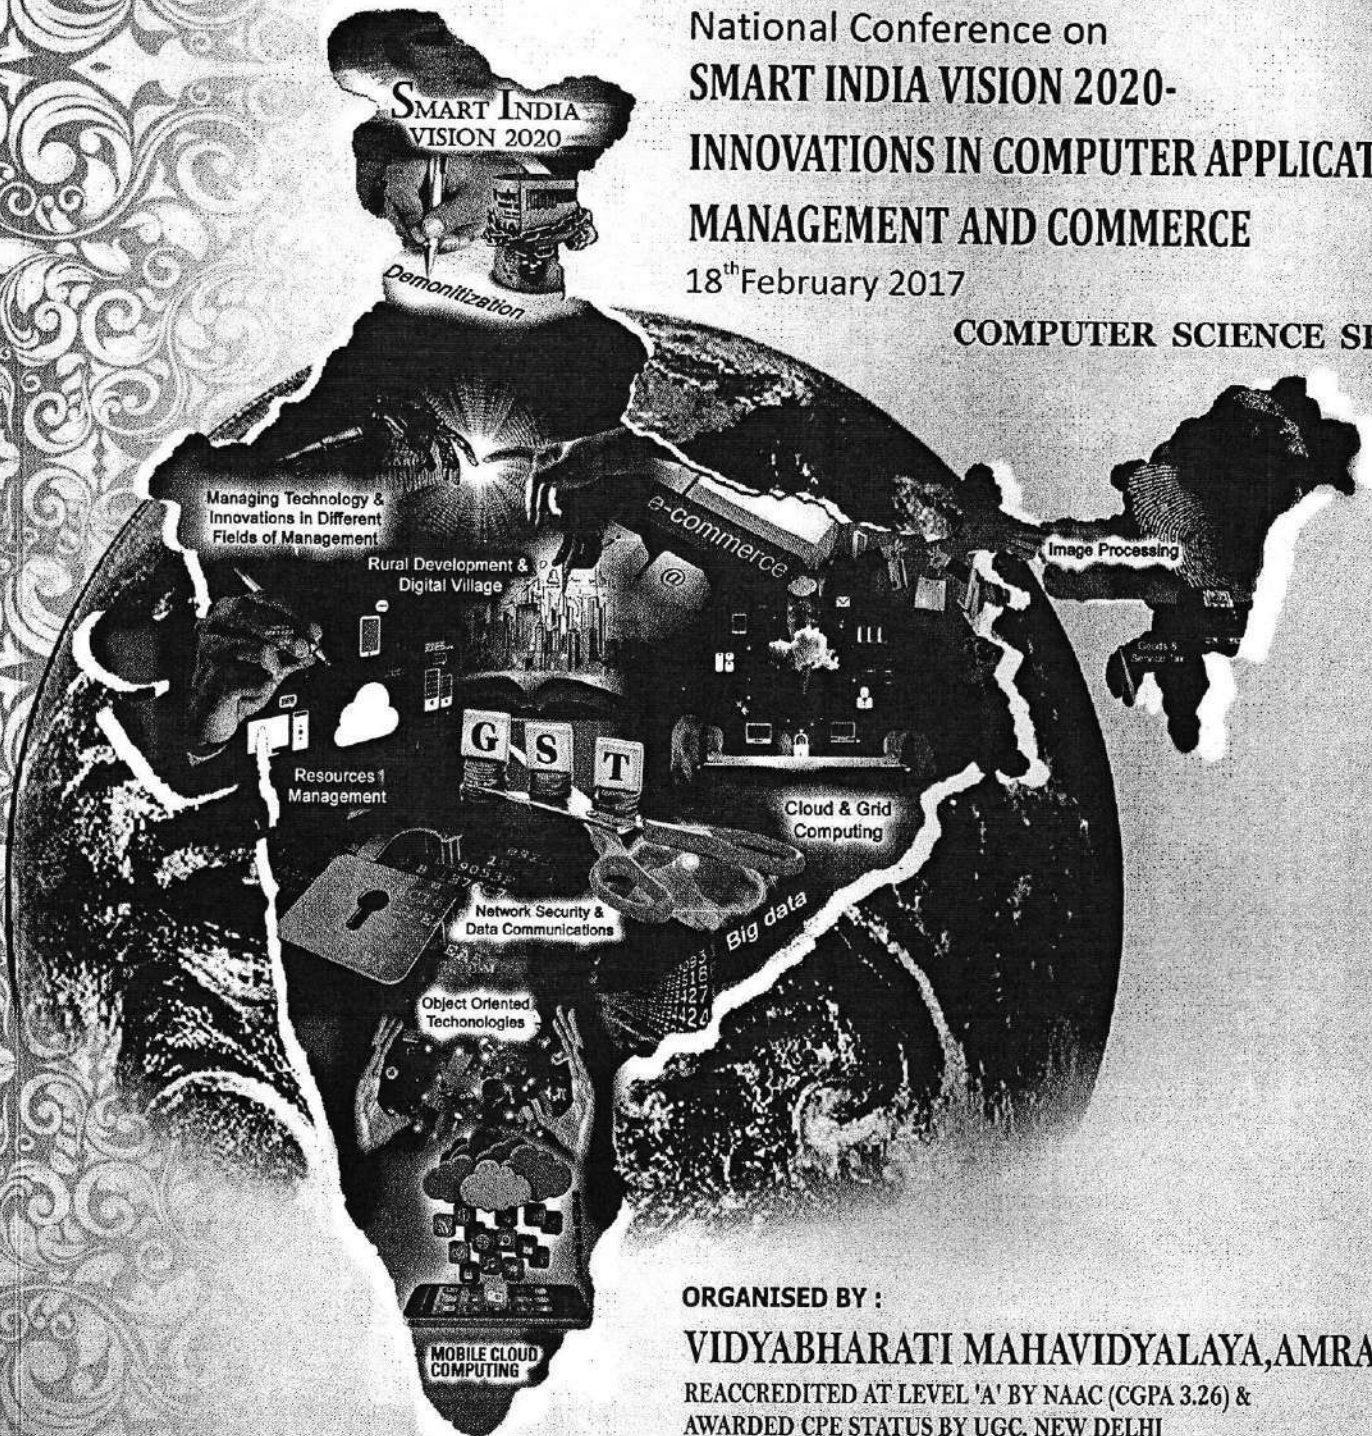 National Conference on
SMART INDIA VISION 2020-
INNOVATIONS IN COMPUTER APPLICAT
MANAGEMENT AND COMMERCE
18th February 2017
COMPUTER SCIENCE
SMART INDIA
VISION 2020
Demonitization
Managing Technology &
Innovations in Different
Fields of Management
Rural Development &
Digital Village
e-commerce
@
Image Processing
Goods &
Service Tax
G S T
Resources
Management
Cloud & Grid
Computing
Network Security &
Data Communications
Big data
Object Oriented
Techonologies
MOBILE CLOUD
COMPUTING
ORGANISED BY :
VIDYABHARATI MAHAVIDYALAYA,AMRA
REACCREDITED AT LEVEL 'A' BY NAAC (CGPA 3.26) &
AWARDED CPE STATUS BY UGC, NEW DELHI